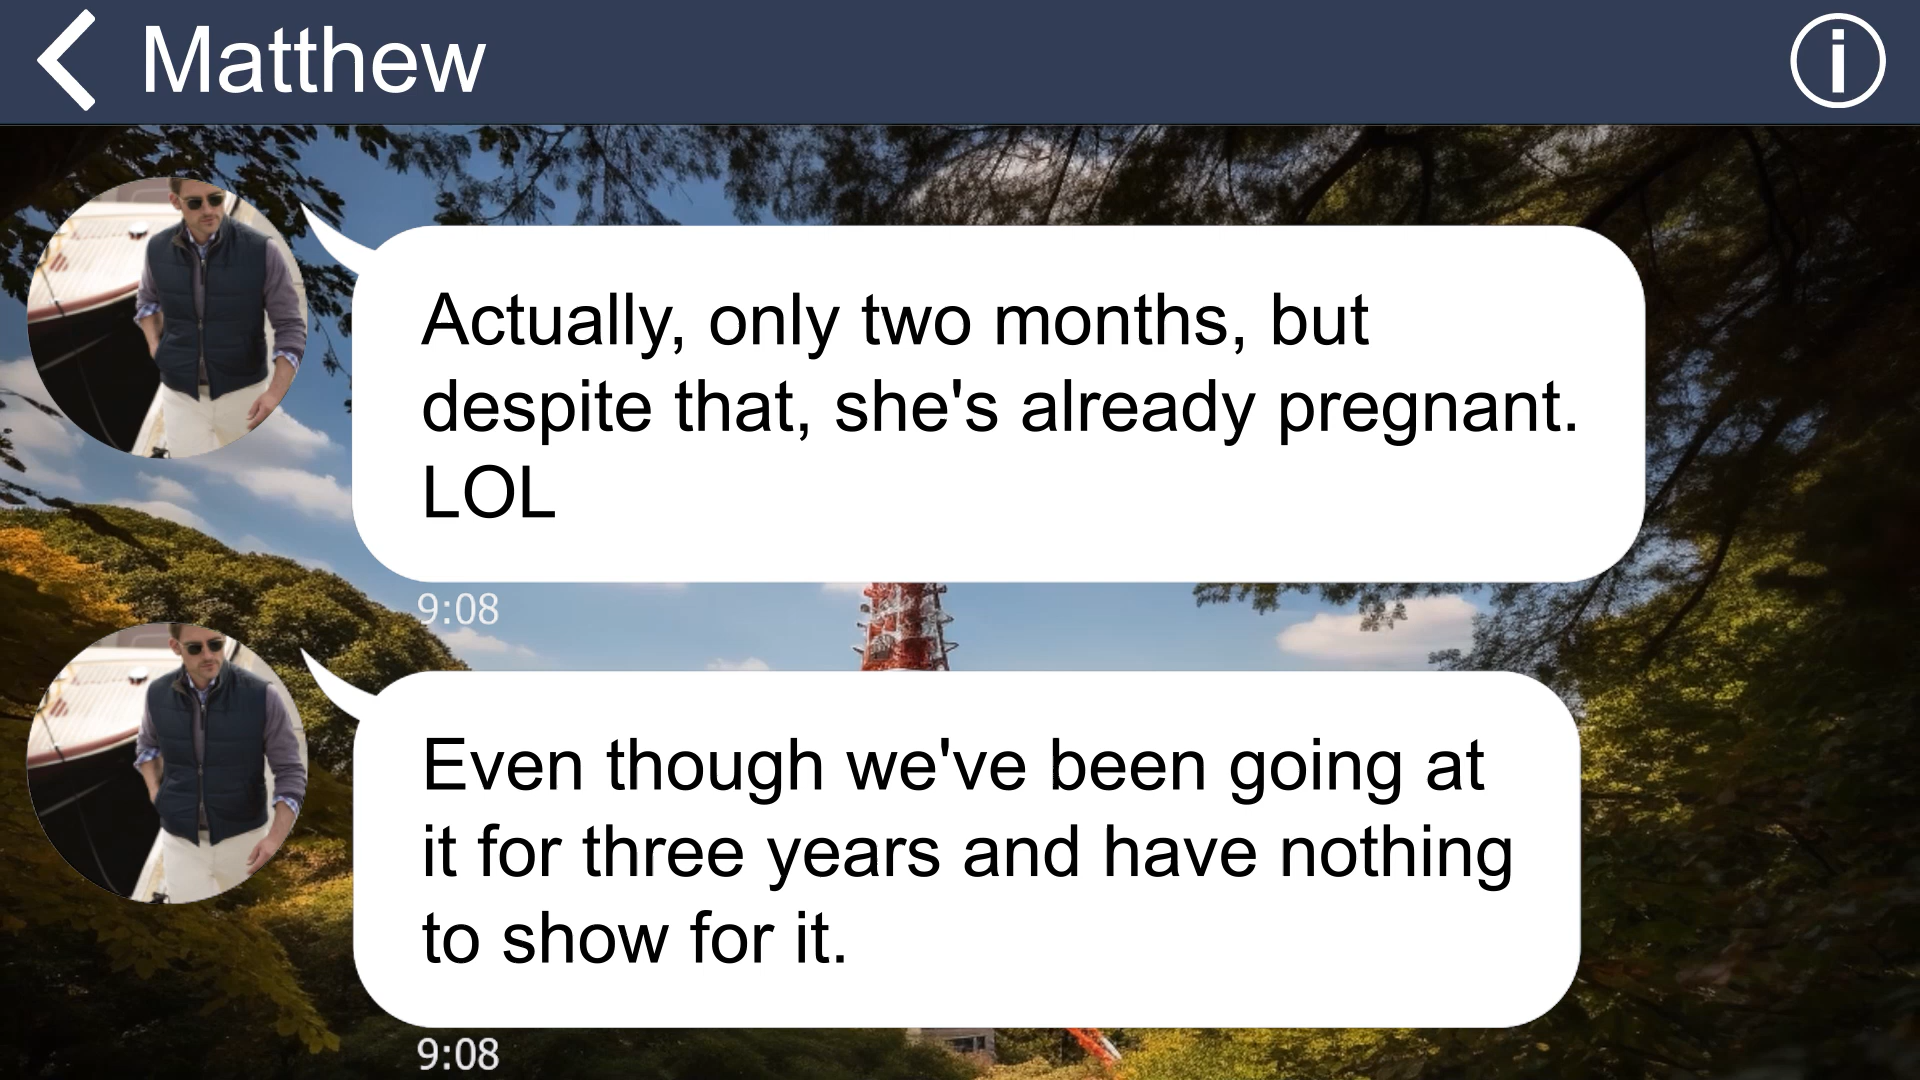 Matthew
Actually, only two months, but
despite that, she's already pregnant.
LOL
9:08
Even though we've been going at
it for three years and have nothing
to show for it.
9:08